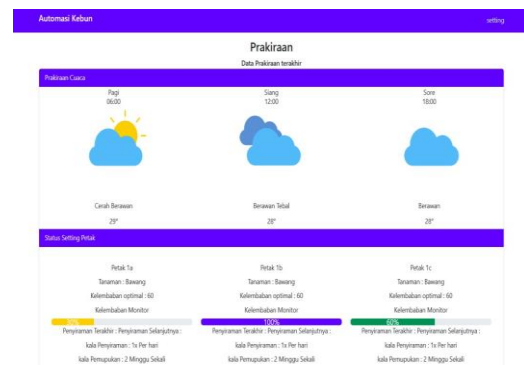 Automasi Kebun
setting
Prakiraan
Data Prakiraan terakhir
Prakiraan Cuaca
Pagi
06:00
Siang
12:00
Sore
18:00
Cerah Berawan
Berawan Tebal
Berawan
29°
28°
28°
Status Setting Petak
Petak 1a
Petak 1b
Petak 1c
Tanaman : Bawang
Tanaman : Bawang
Tanaman : Bawang
Kelembaban optimal : 60
Kelembaban optimal : 60
Kelembaban optimal : 60
Kelembaban Monitor
Kelembaban Monitor
Kelembaban Monitor
30%
100%
60%
Penyiraman Terakhir : Penyiraman Selanjutnya :
Penyiraman Terakhir : Penyiraman Selanjutnya :
Penyiraman Terakhir : Penyiraman Selanjutnya :
kala Penyiraman : 1x Per hari
kala Penyiraman : 1x Per hari
kala Penyiraman : 1x Per hari
kala Pemupukan : 2 Minggu Sekali
kala Pemupukan : 2 Minggu Sekali
kala Pemupukan : 2 Minggu Sekali